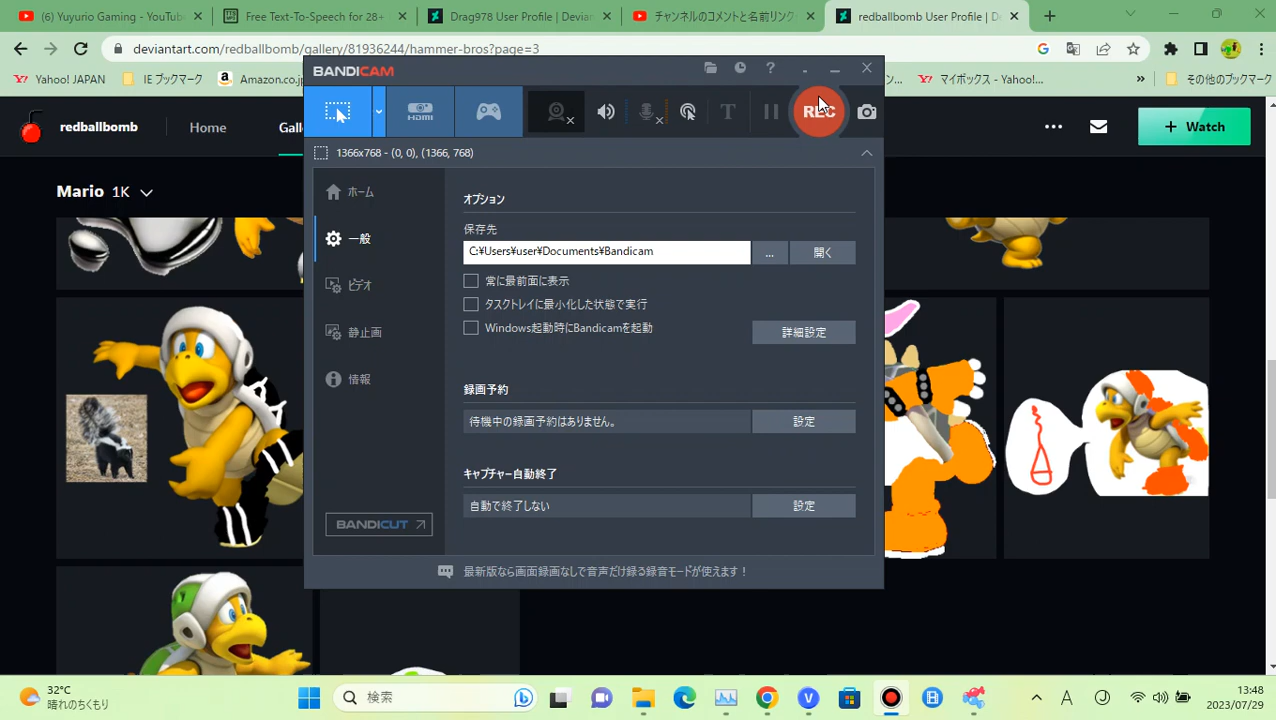 (6) Yuyurio Gaming - YouTub
Free Text-To-Speech for 28+
Drag978 User Profile | Devian
チャンネルのコメントと名前リンク
redballbomb User Profile | De
deviantart.com/redballbomb/gallery/81936244/hammer-bros?page=3
Yahoo! JAPAN
IE ブックマーク
Amazon.co.j
マイボックス - Yahoo!...
»
その他のブックマーク
BANDICAM
HDMI
T
REC
redballbomb
Home
Gall
Watch
1366x768 - (0, 0), (1366, 768)
Mario 1K
ホーム
一般
ビデオ
静止画
情報
BANDICUT
オプション
保存先
C:¥Users¥user¥Documents¥Bandicam
...
開く
常に最前面に表示
タスクトレイに最小化した状態で実行
Windows起動時にBandicamを起動
詳細設定
録画予約
待機中の録画予約はありません。
設定
キャプチャー自動終了
自動で終了しない
設定
最新版なら画面録画なしで音声だけ録る録音モードが使えます!
32°C
晴れのちくもり
検索
A
13:48
2023/07/29